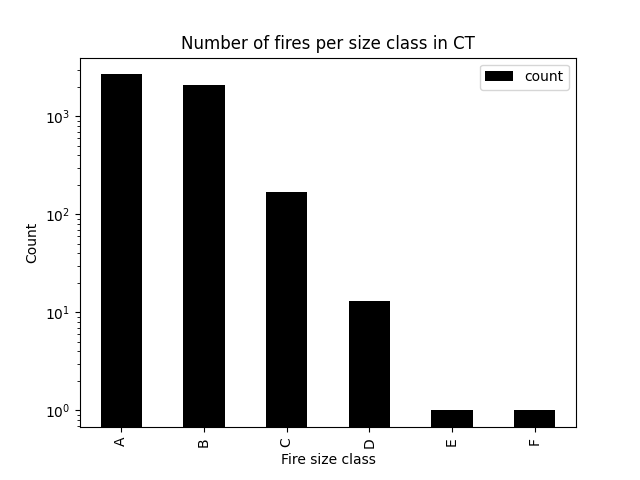 Number of fires per size class in CT
count
10³
10²
10¹
10⁰
Count
A B C D E F
Fire size class